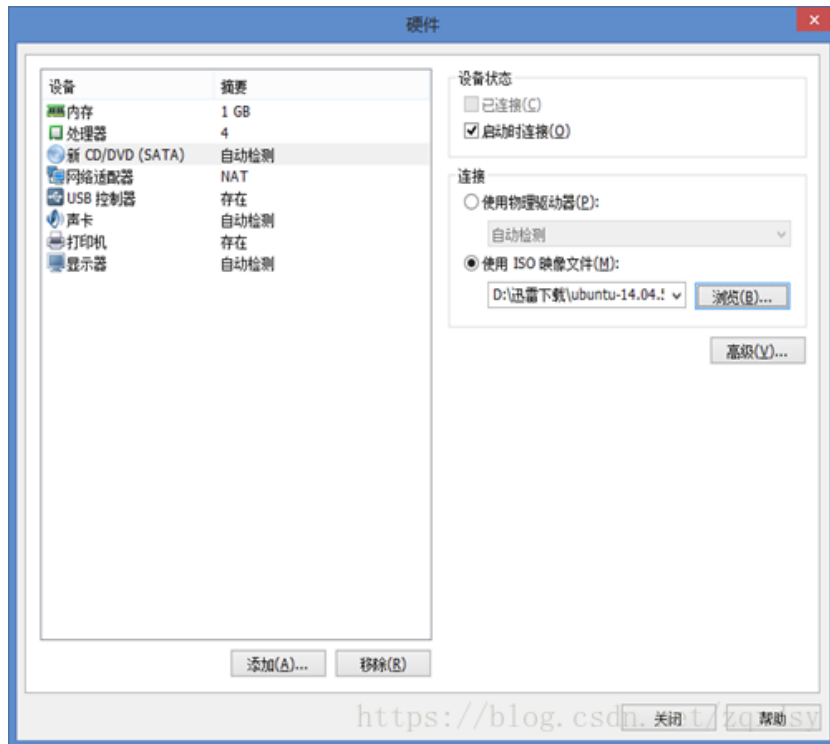 硬件
设备 摘要
内存 1 GB
处理器 4
新 CD/DVD (SATA) 自动检测
网络适配器 NAT
USB 控制器 存在
声卡 自动检测
打印机 存在
显示器 自动检测
添加(A)... 移除(R)
设备状态
已连接(C)
启动时连接(O)
连接
使用物理驱动器(P):
自动检测
使用 ISO 映像文件(M):
D:\迅雷下载\ubuntu-14.04.5 浏览(B)...
高级(V)...
关闭 帮助